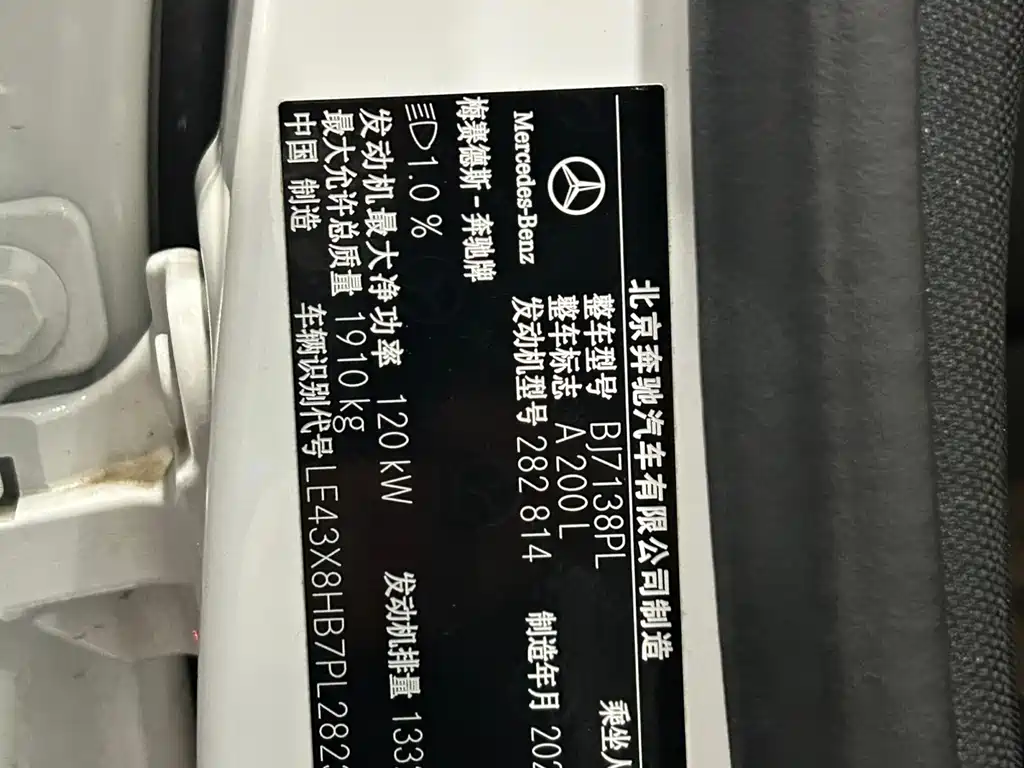 北京奔驰汽车有限公司制造
整车型号 BJ7138PL 乘坐人
整车标志 A 200 L
Mercedes-Benz 发动机型号 282 814 制造年月 202
梅赛德斯-奔驰牌
1.0 %
发动机最大净功率 120 kW 发动机排量 133
最大允许总质量 1910 kg
中国 制造 车辆识别代号 LE43X8HB7PL282